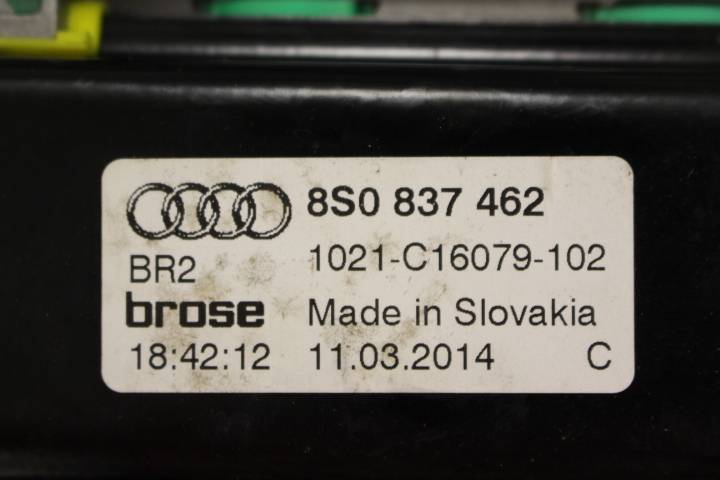 8S0 837 462
BR2 1021-C16079-102
brose Made in Slovakia
18:42:12 11.03.2014 C